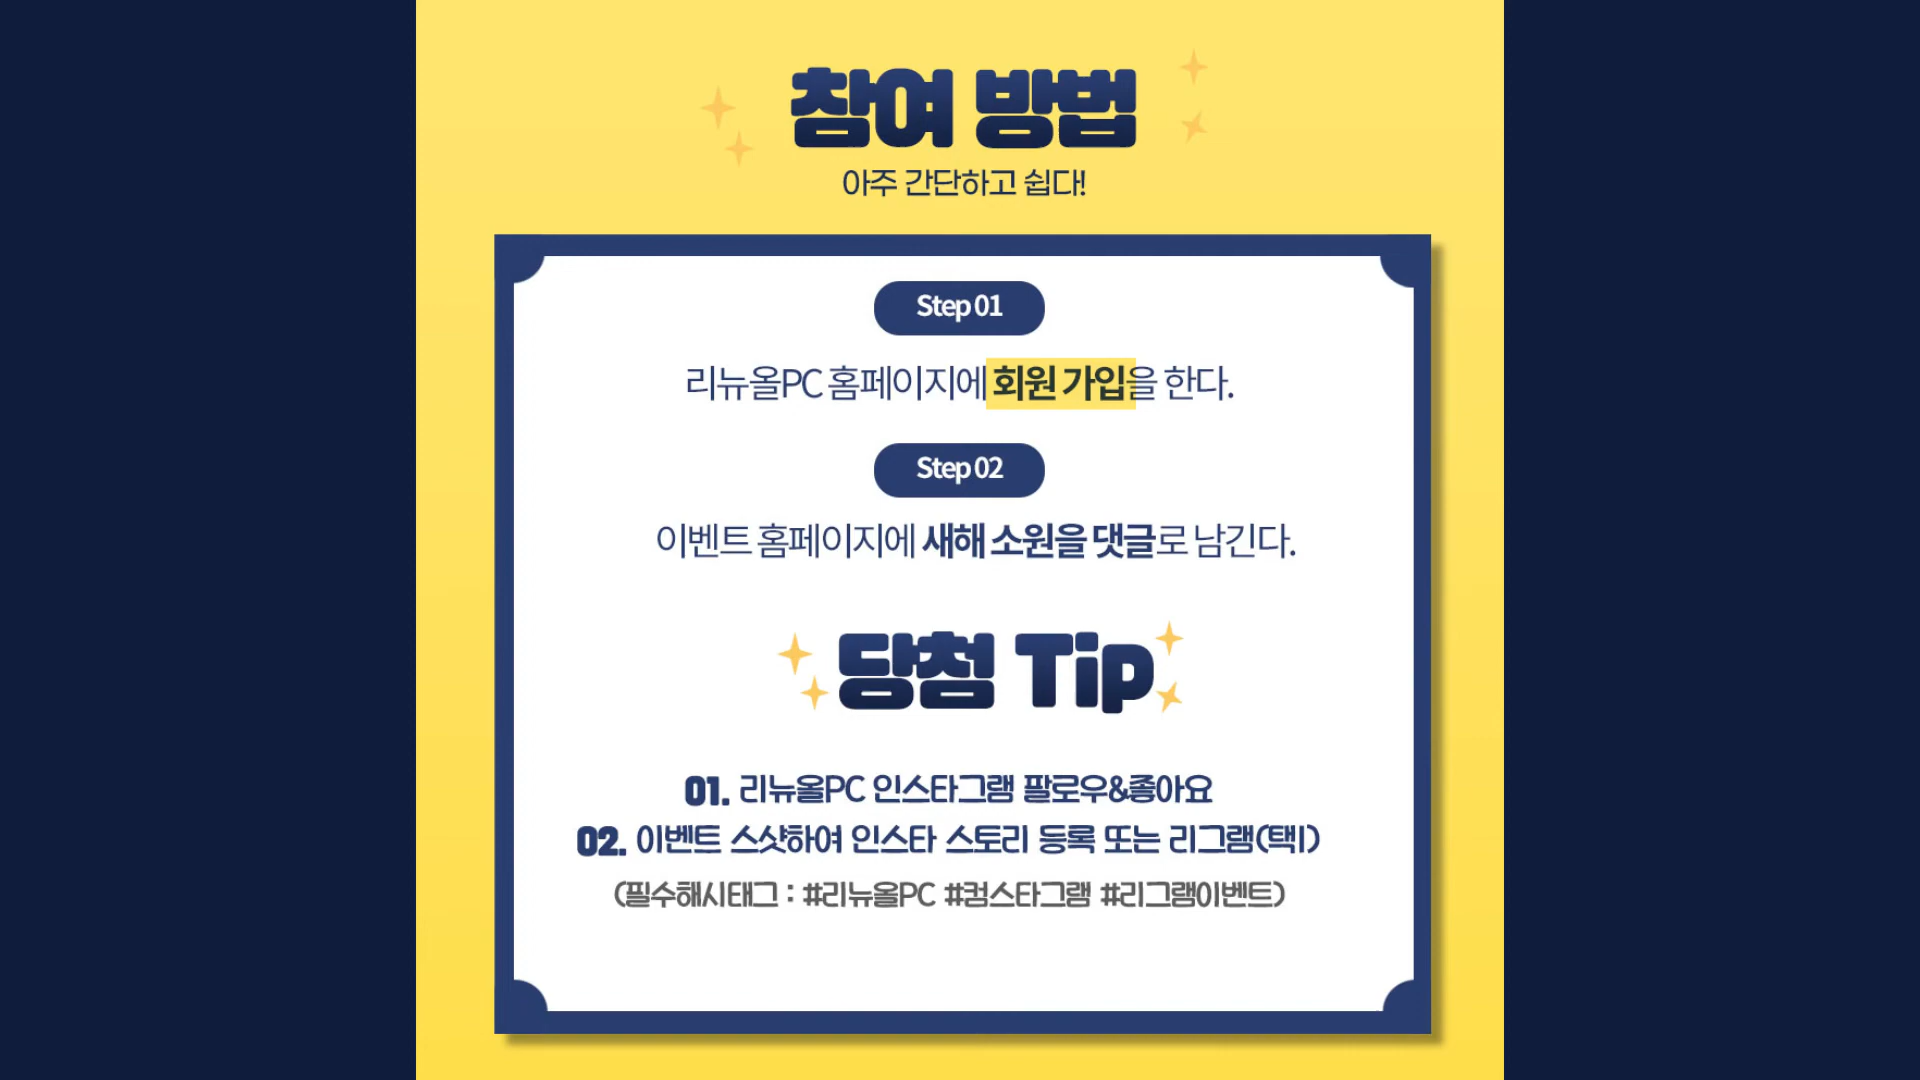 참여 방법
아주 간단하고 쉽다!
Step 01
리뉴올PC 홈페이지에 회원 가입을 한다.
Step 02
이벤트 홈페이지에 새해 소원을 댓글로 남긴다.
당첨 Tip
01. 리뉴올PC 인스타그램 팔로우&좋아요
02. 이벤트 스샷하여 인스타 스토리 등록 또는 리그램(택1)
(필수해시태그 : #리뉴올PC #컴스타그램 #리그램이벤트)